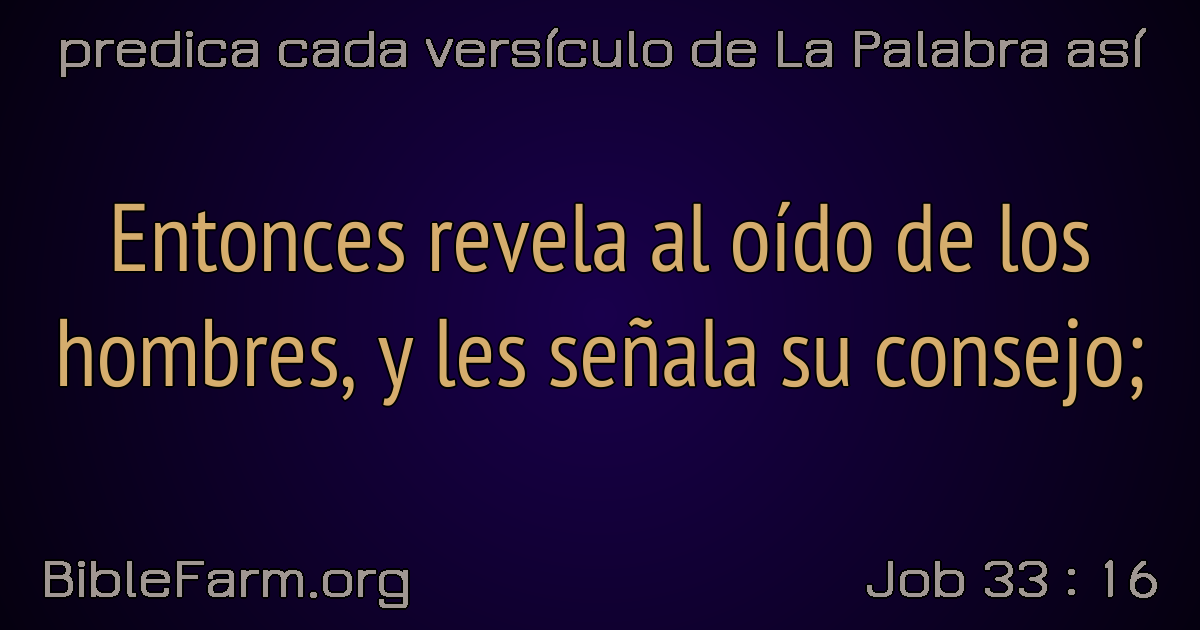 predica cada versículo de La Palabra así
Entonces revela al oído de los
hombres, y les señala su consejo;
BibleFarm.org
Job 33 : 16